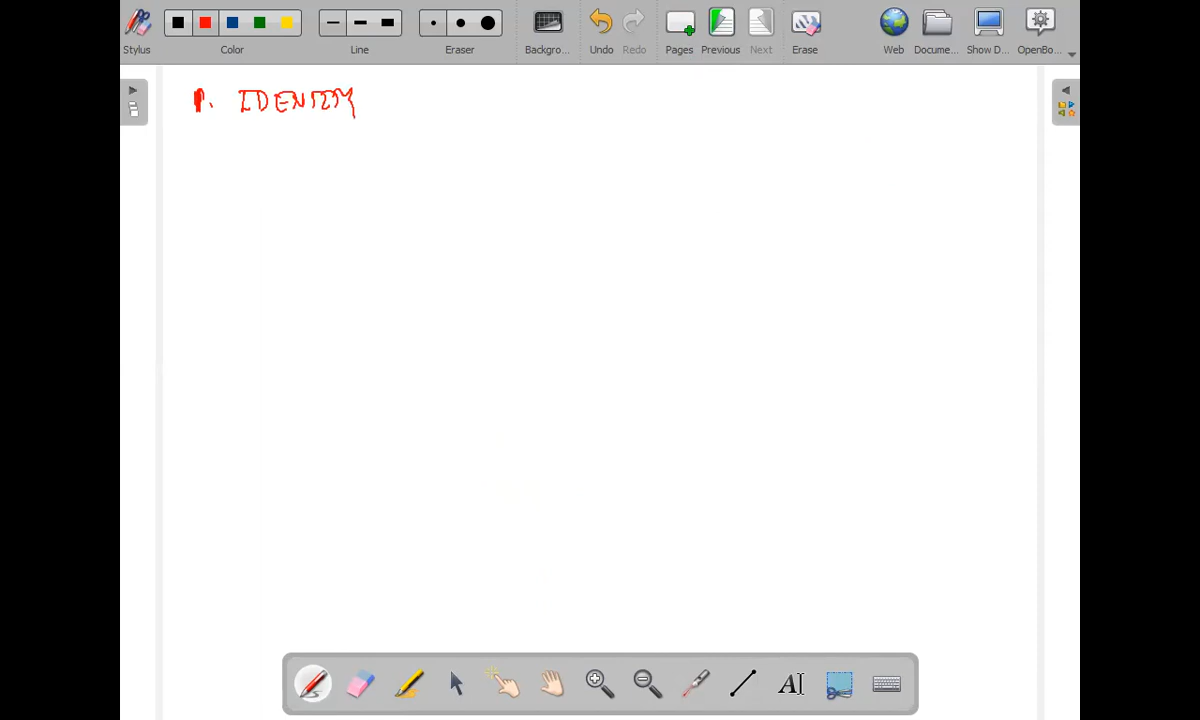 Stylus
Color
Line
Eraser
Backgro...
Undo
Redo
Pages
Previous
Next
Erase
Web
Docume...
Show D...
OpenBo...
1. IDENTITY
A